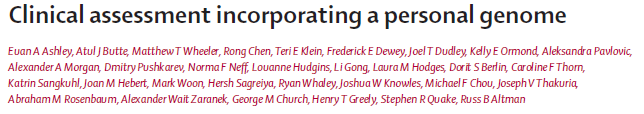 Clinical assessment incorporating a personal genome
Euan A Ashley, Atul J Butte, Matthew T Wheeler, Rong Chen, Teri E Klein, Frederick E Dewey, Joel T Dudley, Kelly E Ormond, Aleksandra Pavlovic,
Alexander A Morgan, Dmitry Pushkarev, Norma F Neff, Louanne Hudgins, Li Gong, Laura M Hodges, Dorit S Berlin, Caroline F Thorn,
Katrin Sangkuhl, Joan M Hebert, Mark Woon, Hersh Sagreiya, Ryan Whaley, Joshua W Knowles, Michael F Chou, Joseph V Thakuria,
Abraham M Rosenbaum, Alexander Wait Zaranek, George M Church, Henry T Greely, Stephen R Quake, Russ B Altman